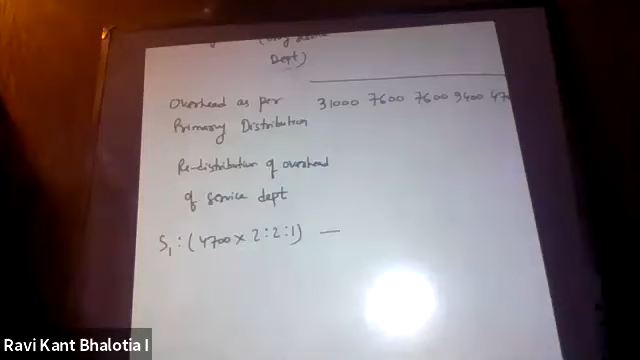 Dept)
Overhead as per 31000 7600 7600 9400
Primary Distribution
Re-distribution of overhead
of service dept
S₁ : (4700 × 2:2:1) —
Ravi Kant Bhalotia I